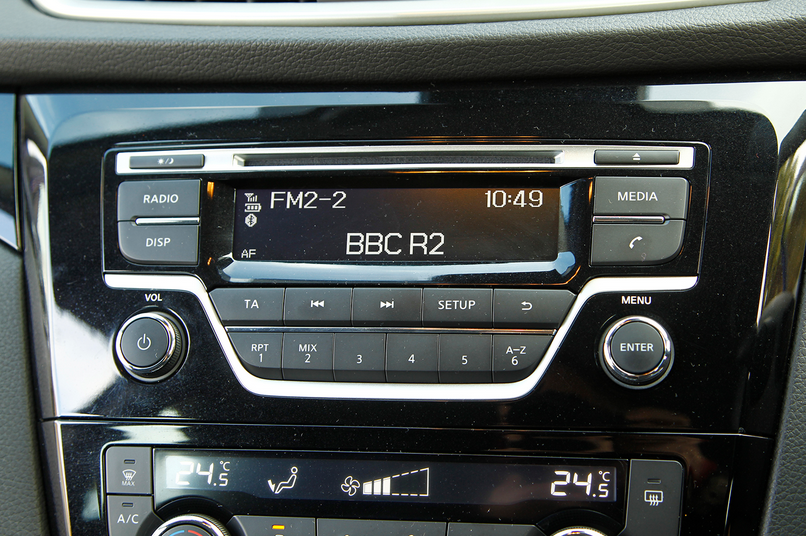 RADIO
DISP
FM2-2 10:49
BBC R2
AF
MEDIA
VOL
TA
SETUP
MENU
RPT 1
MIX 2
3
4
5
A-Z 6
ENTER
24.5°C
24.5°C
MAX
A/C